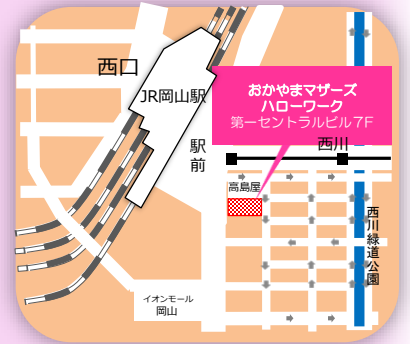 西口
JR岡山駅
おかやまマザーズ
ハローワーク
第一セントラルビル7F
駅前
西川
高島屋
西川緑道公園
イオンモール
岡山